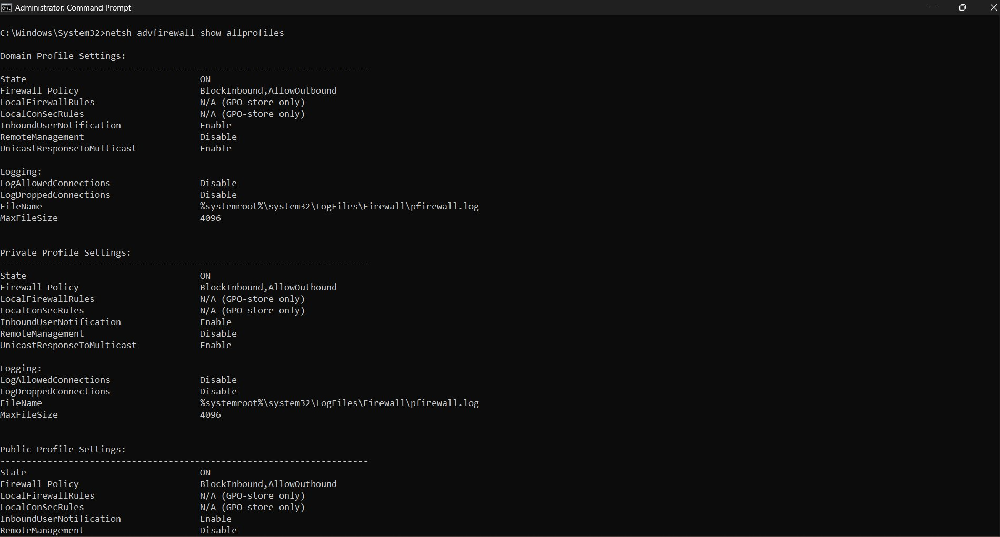 Administrator: Command Prompt
C:\Windows\System32>netsh advfirewall show allprofiles
Domain Profile Settings:
----------------------------------------------------------------------
State                                 ON
Firewall Policy                       BlockInbound,AllowOutbound
LocalFirewallRules                    N/A (GPO-store only)
LocalConSecRules                      N/A (GPO-store only)
InboundUserNotification               Enable
RemoteManagement                      Disable
UnicastResponseToMulticast            Enable
Logging:
LogAllowedConnections                 Disable
LogDroppedConnections                 Disable
FileName                              %systemroot%\system32\LogFiles\Firewall\pfirewall.log
MaxFileSize                           4096
Private Profile Settings:
----------------------------------------------------------------------
State                                 ON
Firewall Policy                       BlockInbound,AllowOutbound
LocalFirewallRules                    N/A (GPO-store only)
LocalConSecRules                      N/A (GPO-store only)
InboundUserNotification               Enable
RemoteManagement                      Disable
UnicastResponseToMulticast            Enable
Logging:
LogAllowedConnections                 Disable
LogDroppedConnections                 Disable
FileName                              %systemroot%\system32\LogFiles\Firewall\pfirewall.log
MaxFileSize                           4096
Public Profile Settings:
----------------------------------------------------------------------
State                                 ON
Firewall Policy                       BlockInbound,AllowOutbound
LocalFirewallRules                    N/A (GPO-store only)
LocalConSecRules                      N/A (GPO-store only)
InboundUserNotification               Enable
RemoteManagement                      Disable